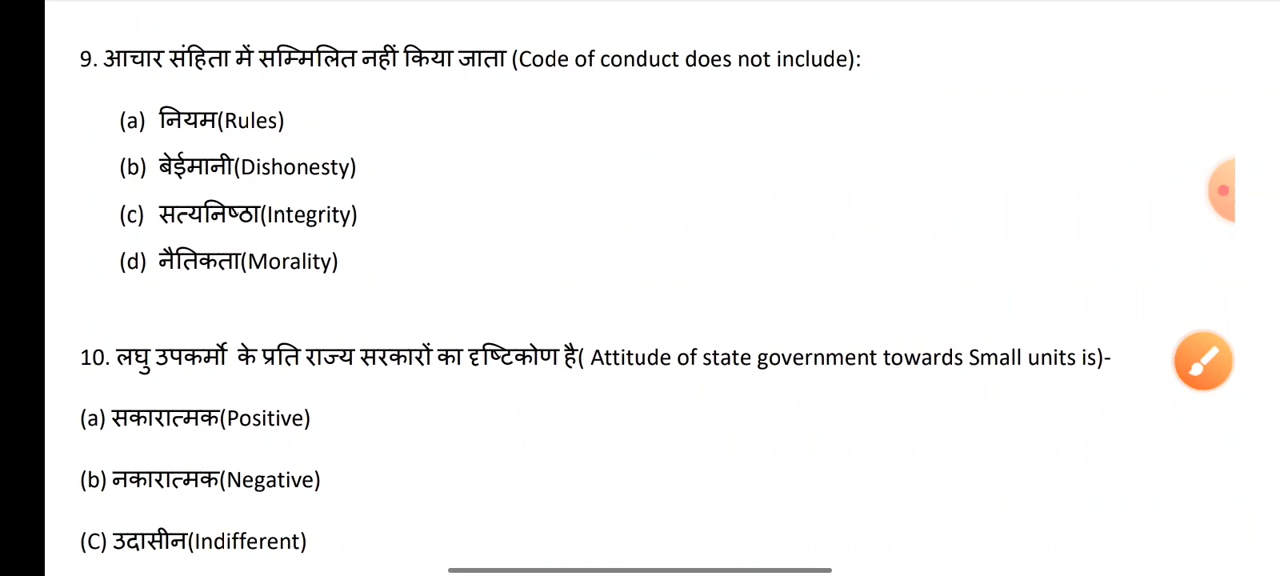 9. आचार संहिता में सम्मिलित नहीं किया जाता (Code of conduct does not include):
(a) नियम(Rules)
(b) बेईमानी(Dishonesty)
(c) सत्यनिष्ठा(Integrity)
(d) नैतिकता(Morality)
10. लघु उपकर्मो के प्रति राज्य सरकारों का दृष्टिकोण है( Attitude of state government towards Small units is)-
(a) सकारात्मक(Positive)
(b) नकारात्मक(Negative)
(C) उदासीन(Indifferent)